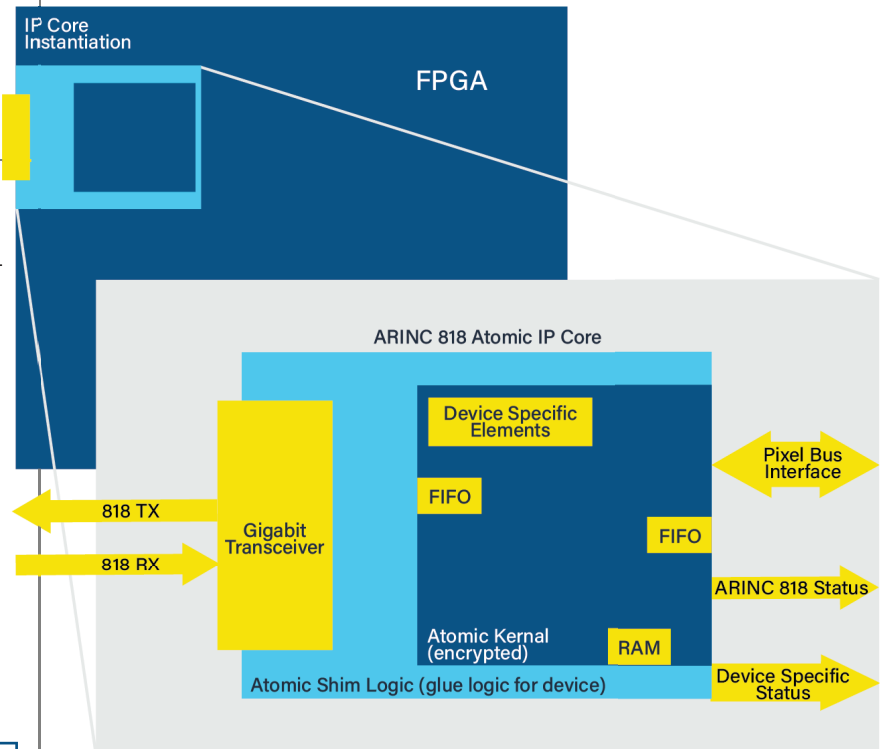 IP Core
Instantiation
FPGA
ARINC 818 Atomic IP Core
Device Specific
Elements
Pixel Bus
Interface
FIFO
818 TX
Gigabit
Transceiver
FIFO
818 RX
ARINC 818 Status
Atomic Kernal
(encrypted)
RAM
Atomic Shim Logic (glue logic for device)
Device Specific
Status